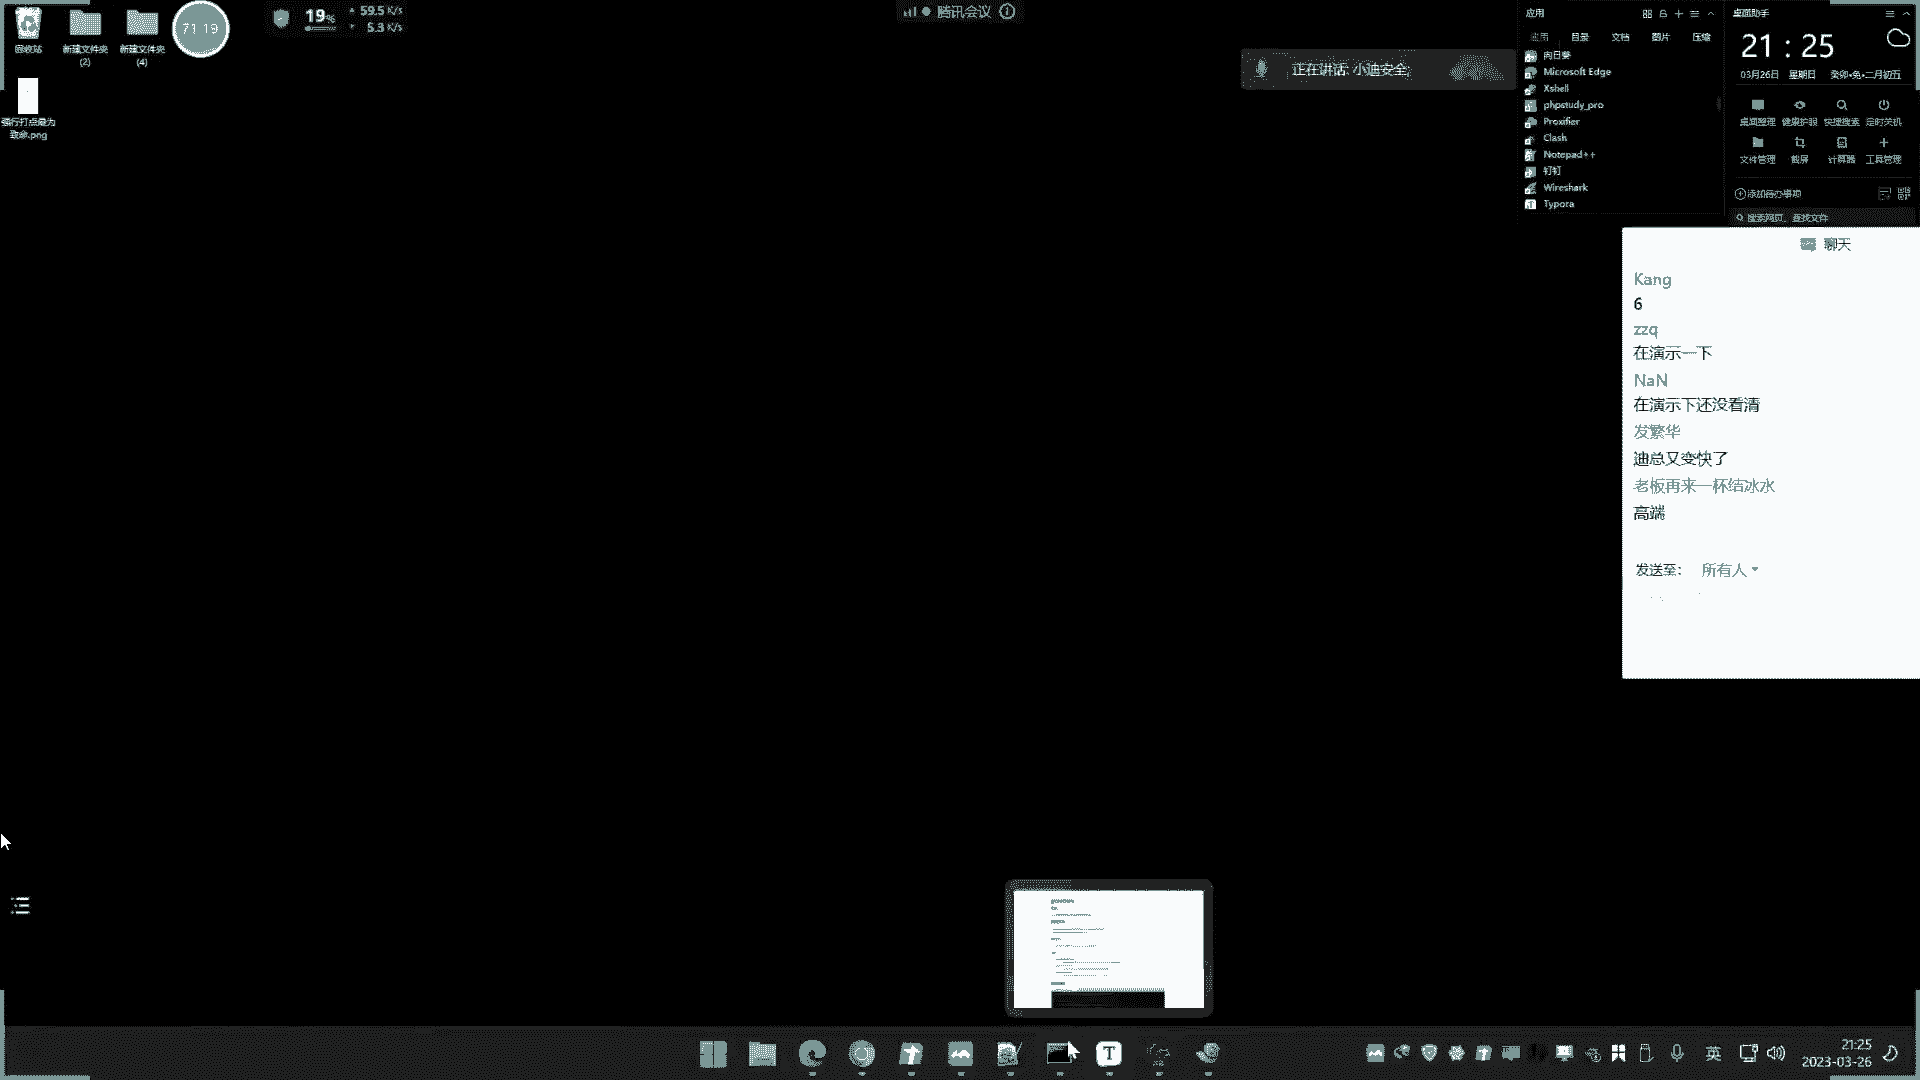 回收站
新建文件夹
(2)
新建文件夹
(4)
71 19
强行打点最为
致命.png
19%
59.5 K/s
5.3 K/s
腾讯会议
正在讲话: 小迪安全
应用
应用 目录 文档 图片 压缩
向日葵
Microsoft Edge
Xshell
phpstudy_pro
Proxifier
Clash
Notepad++
钉钉
Wireshark
Typora
桌面助手
21 : 25
03月26日 星期日 癸卯•兔•二月初五
桌面整理 健康护眼 快捷搜索 定时关机
文件管理 截屏 计算器 工具管理
添加待办事项
搜索网页、查找文件
聊天
Kang
6
zzq
在演示一下
NaN
在演示下还没看清
发繁华
迪总又变快了
老板再来一杯结冰水
高端
发送至: 所有人
T
英
21:25
2023-03-26